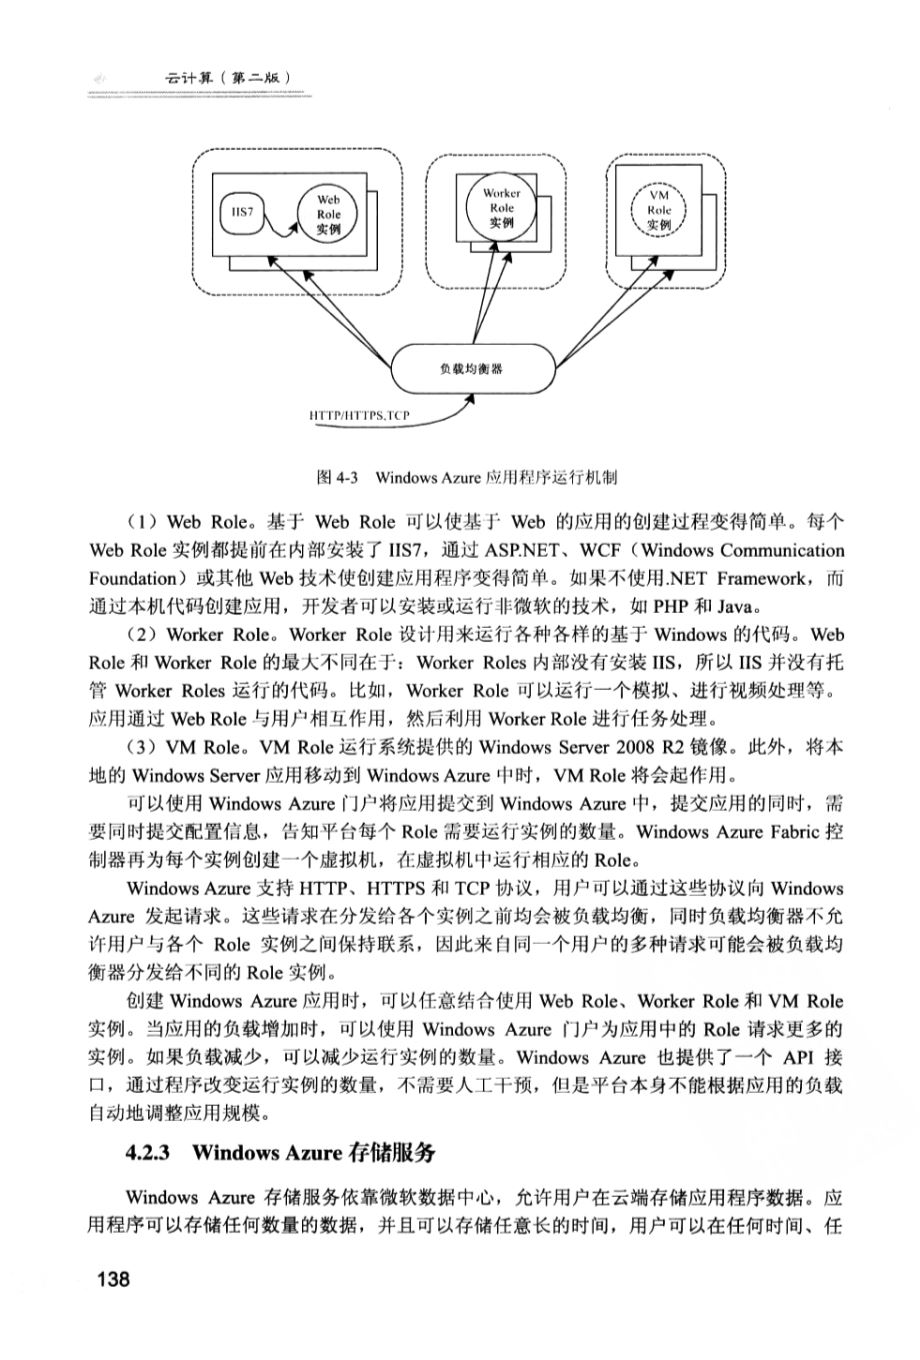 云计算（第二版）
IIS7
Web
Role
实例
Worker
Role
实例
VM
Role
实例
负载均衡器
HTTP/HTTPS,TCP
图 4-3 Windows Azure 应用程序运行机制
（1）Web Role。基于 Web Role 可以使基于 Web 的应用的创建过程变得简单。每个
Web Role 实例都提前在内部安装了 IIS7，通过 ASP.NET、WCF（Windows Communication
Foundation）或其他 Web 技术使创建应用程序变得简单。如果不使用.NET Framework，而
通过本机代码创建应用，开发者可以安装或运行非微软的技术，如 PHP 和 Java。
（2）Worker Role。Worker Role 设计用来运行各种各样的基于 Windows 的代码。Web
Role 和 Worker Role 的最大不同在于：Worker Roles 内部没有安装 IIS，所以 IIS 并没有托
管 Worker Roles 运行的代码。比如，Worker Role 可以运行一个模拟、进行视频处理等。
应用通过 Web Role 与用户相互作用，然后利用 Worker Role 进行任务处理。
（3）VM Role。VM Role 运行系统提供的 Windows Server 2008 R2 镜像。此外，将本
地的 Windows Server 应用移动到 Windows Azure 中时，VM Role 将会起作用。
可以使用 Windows Azure 门户将应用提交到 Windows Azure 中，提交应用的同时，需
要同时提交配置信息，告知平台每个 Role 需要运行实例的数量。Windows Azure Fabric 控
制器再为每个实例创建一个虚拟机，在虚拟机中运行相应的 Role。
Windows Azure 支持 HTTP、HTTPS 和 TCP 协议，用户可以通过这些协议向 Windows
Azure 发起请求。这些请求在分发给各个实例之前均会被负载均衡，同时负载均衡器不允
许用户与各个 Role 实例之间保持联系，因此来自同一个用户的多种请求可能会被负载均
衡器分发给不同的 Role 实例。
创建 Windows Azure 应用时，可以任意结合使用 Web Role、Worker Role 和 VM Role
实例。当应用的负载增加时，可以使用 Windows Azure 门户为应用中的 Role 请求更多的
实例。如果负载减少，可以减少运行实例的数量。Windows Azure 也提供了一个 API 接
口，通过程序改变运行实例的数量，不需要人工干预，但是平台本身不能根据应用的负载
自动地调整应用规模。
4.2.3 Windows Azure 存储服务
Windows Azure 存储服务依靠微软数据中心，允许用户在云端存储应用程序数据。应
用程序可以存储任何数量的数据，并且可以存储任意长的时间，用户可以在任何时间、任
138